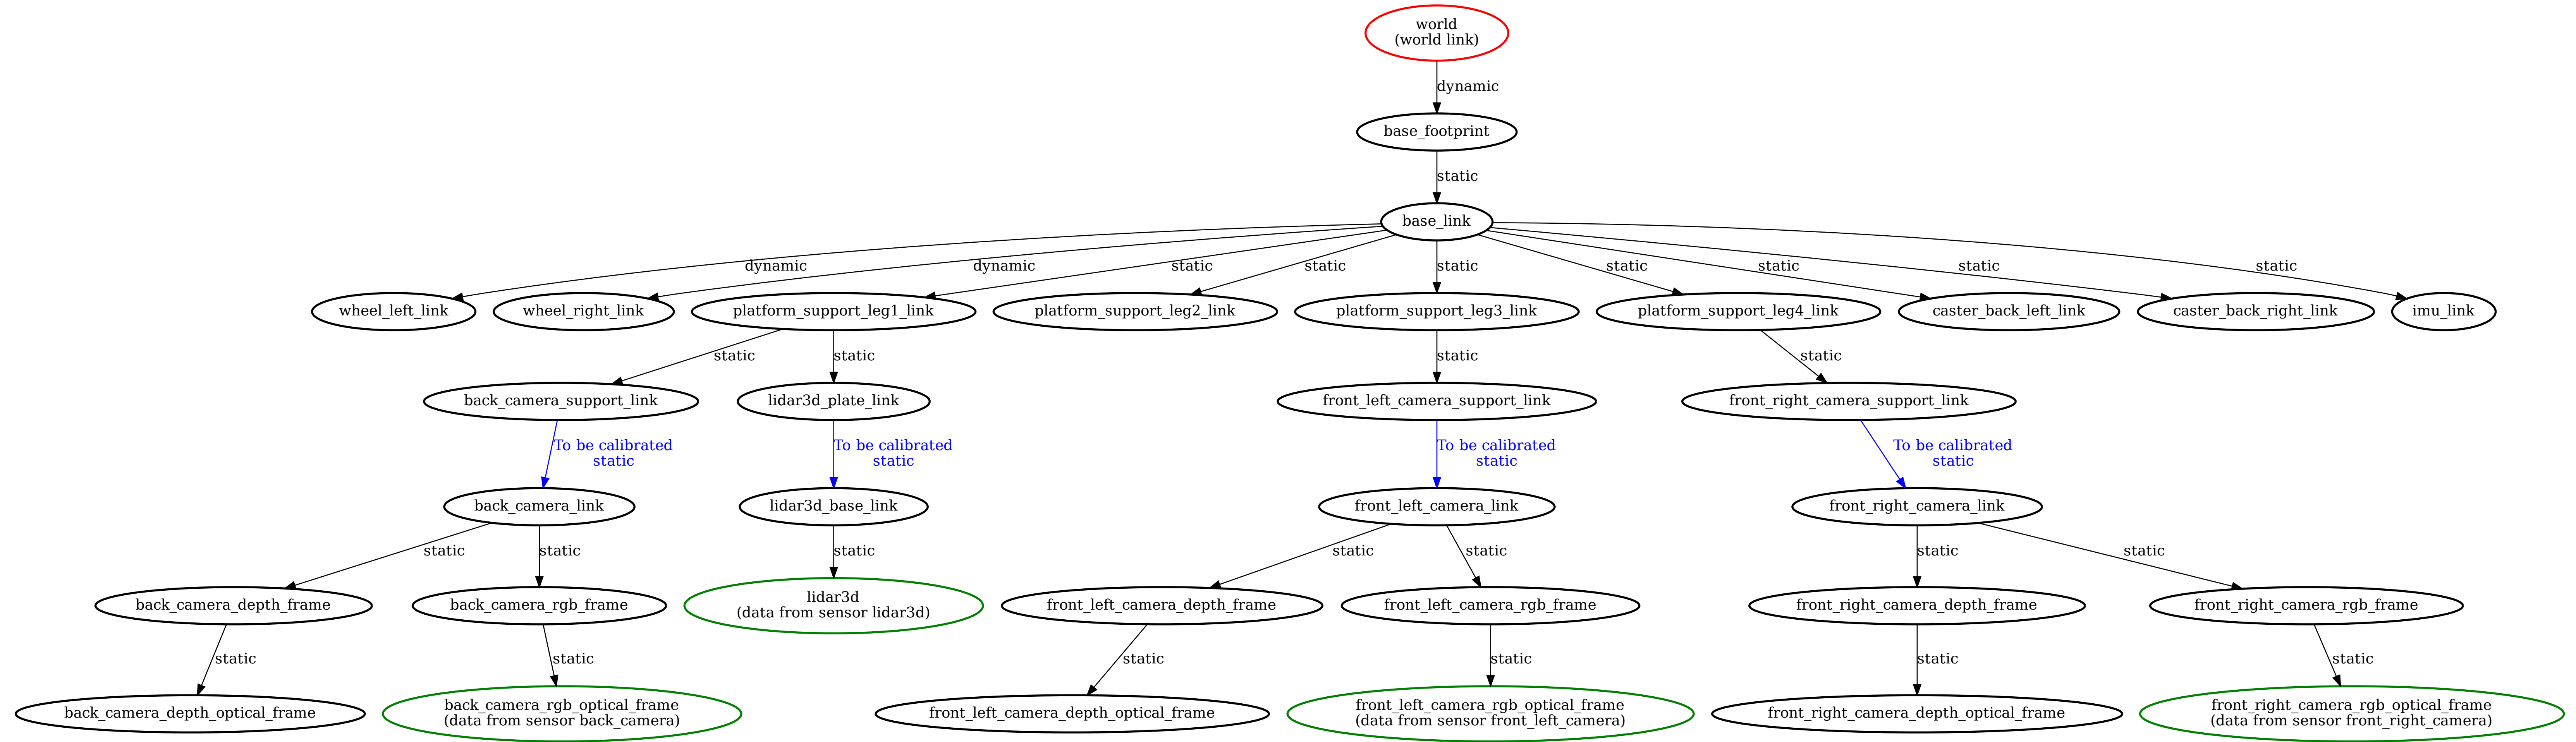 world
(world link)
dynamic
base_footprint
static
base_link
dynamic
dynamic
static
static
static
static
static
static
static
wheel_left_link
wheel_right_link
platform_support_leg1_link
platform_support_leg2_link
platform_support_leg3_link
platform_support_leg4_link
caster_back_left_link
caster_back_right_link
imu_link
static
static
static
static
back_camera_support_link
lidar3d_plate_link
front_left_camera_support_link
front_right_camera_support_link
To be calibrated
static
To be calibrated
static
To be calibrated
static
To be calibrated
static
back_camera_link
lidar3d_base_link
front_left_camera_link
front_right_camera_link
static
static
static
static
static
static
static
back_camera_depth_frame
back_camera_rgb_frame
lidar3d
(data from sensor lidar3d)
front_left_camera_depth_frame
front_left_camera_rgb_frame
front_right_camera_depth_frame
front_right_camera_rgb_frame
static
static
static
static
static
static
back_camera_depth_optical_frame
back_camera_rgb_optical_frame
(data from sensor back_camera)
front_left_camera_depth_optical_frame
front_left_camera_rgb_optical_frame
(data from sensor front_left_camera)
front_right_camera_depth_optical_frame
front_right_camera_rgb_optical_frame
(data from sensor front_right_camera)